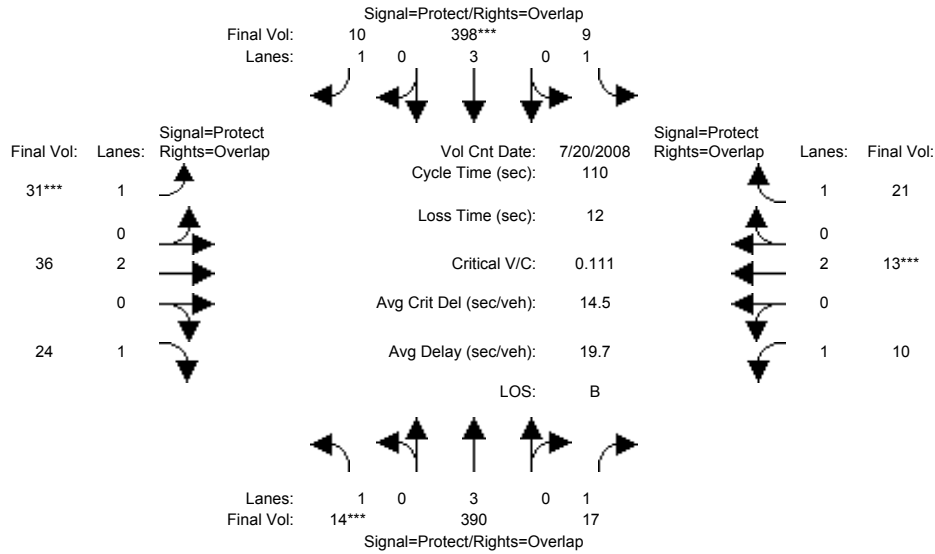 Signal=Protect/Rights=Overlap
Final Vol: 10 398*** 9
Lanes: 1 0 3 0 1
Signal=Protect Signal=Protect
Final Vol: Lanes: Rights=Overlap Vol Cnt Date: 7/20/2008 Rights=Overlap Lanes: Final Vol:
Cycle Time (sec): 110
31*** 1 1 21
Loss Time (sec): 12
0 0
36 2 Critical V/C: 0.111 2 13***
0 Avg Crit Del (sec/veh): 14.5 0
24 1 Avg Delay (sec/veh): 19.7 1 10
LOS: B
Lanes: 1 0 3 0 1
Final Vol: 14*** 390 17
Signal=Protect/Rights=Overlap